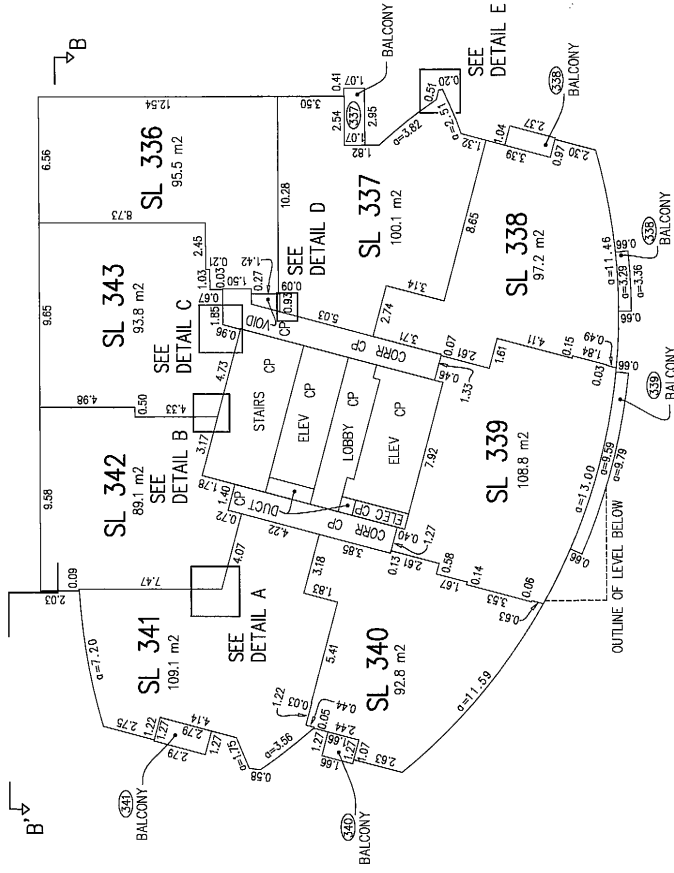 B
B'
SL 336
95.5 m2
6.56
12.54
8.73
2.45
10.28
SL 343
93.8 m2
9.65
1.03
0.21
0.03
0.67
1.50
1.42
0.27
1.85
0.96
4.73
SEE
DETAIL C
SL 342
89.1 m2
9.58
4.98
0.50
4.33
3.17
1.78
SEE
DETAIL B
SL 341
109.1 m2
2.03
0.09
7.47
a=7.20
2.75
1.22
1.27
2.79
2.79
4.14
1.27
a=1.75
0.58
a=3.56
4.07
0.72
1.40
341
BALCONY
SEE
DETAIL A
SL 340
92.8 m2
3.18
1.83
5.41
1.22
0.03
0.05
0.44
2.44
1.27
1.66
1.66
1.27
1.07
2.63
a=11.59
340
BALCONY
SL 337
100.1 m2
3.50
0.41
1.07
2.54
337
2.95
1.07
1.82
BALCONY
a=3.82
0.51
0.20
a=2.51
1.32
8.65
3.14
2.74
SEE
DETAIL E
SEE
DETAIL D
0.09
0.93
5.03
SL 338
97.2 m2
1.04
2.37
3.39
0.97
2.30
338
BALCONY
a=11.46
0.66
a=3.29
a=3.36
0.66
338
BALCONY
3.71
0.07
2.61
0.46
1.33
1.61
4.11
0.15
1.84
0.49
0.03
0.66
SL 339
108.8 m2
7.92
0.40
1.27
0.13
2.61
0.58
1.67
0.14
3.53
0.06
0.63
a=13.00
a=9.59
a=9.79
0.66
339
BALCONY
OUTLINE OF LEVEL BELOW
VOID
CP
STAIRS
CP
ELEV
CP
LOBBY
CP
ELEV
CP
DUCT
CP
ELEC CP
CORR CP
CORR
CP
4.22
3.85